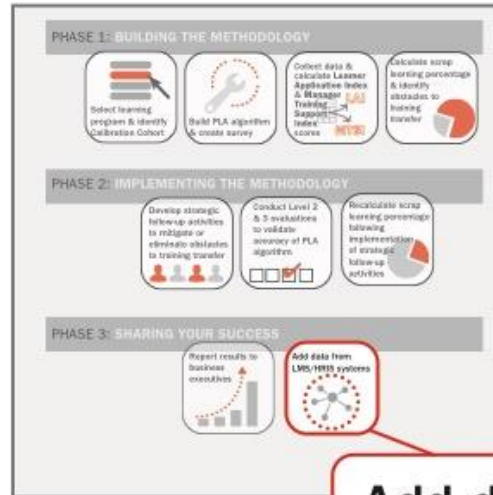 PHASE 1: BUILDING THE METHODOLOGY
Select learning
program & identify
Calibration Cohort
Build PLA algorithm
& create survey
Collect data &
calculate Learner
Application Index
& Manager
Training
Support
Index
scores
LAI
MTSI
Calculate scrap
learning percentage
& identify
obstacles to
training
transfer
PHASE 2: IMPLEMENTING THE METHODOLOGY
Develop strategic
follow-up activities
to mitigate or
eliminate obstacles
to training transfer
Conduct Level 2
& 3 evaluations
to validate
accuracy of PLA
algorithm
Recalculate scrap
learning percentage
following
implementation
of strategic
follow-up
activities
PHASE 3: SHARING YOUR SUCCESS
Report results to
business
executives
Add data from
LMS/HRIS systems